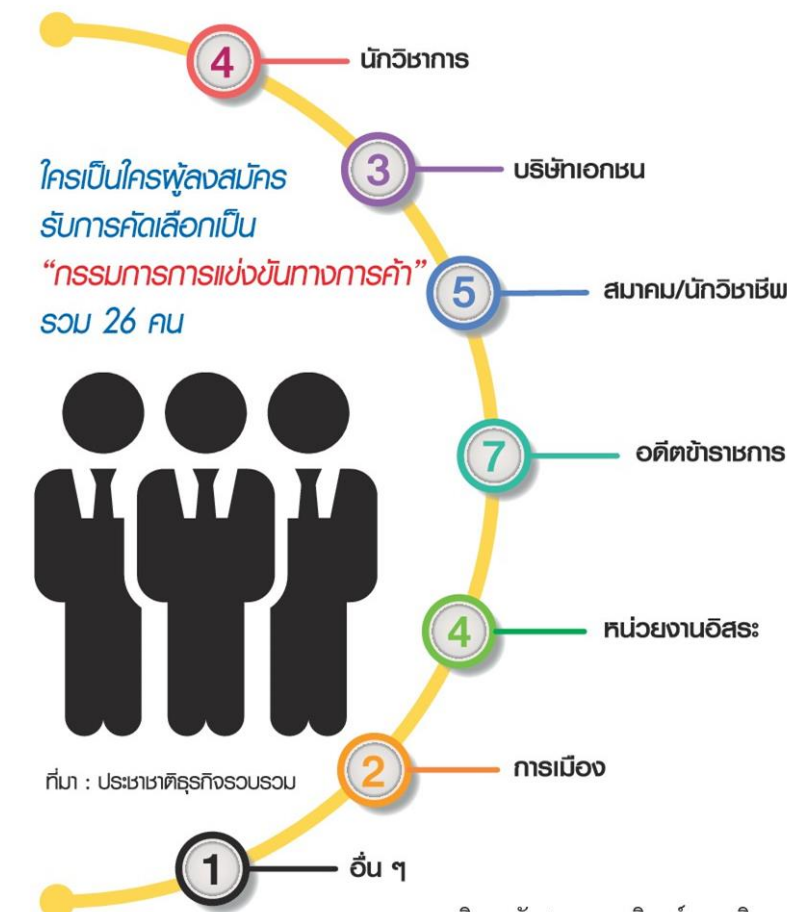 4 นักวิชาการ
3 บริษัทเอกชน
ใครเป็นใครผู้ลงสมัคร
รับการคัดเลือกเป็น
“กรรมการการแข่งขันทางการค้า”
รวม 26 คน
5 สมาคม/นักวิชาชีพ
7 อดีตข้าราชการ
4 หน่วยงานอิสระ
2 การเมือง
ที่มา : ประชาชาติธุรกิจรวบรวม
1 อื่น ๆ